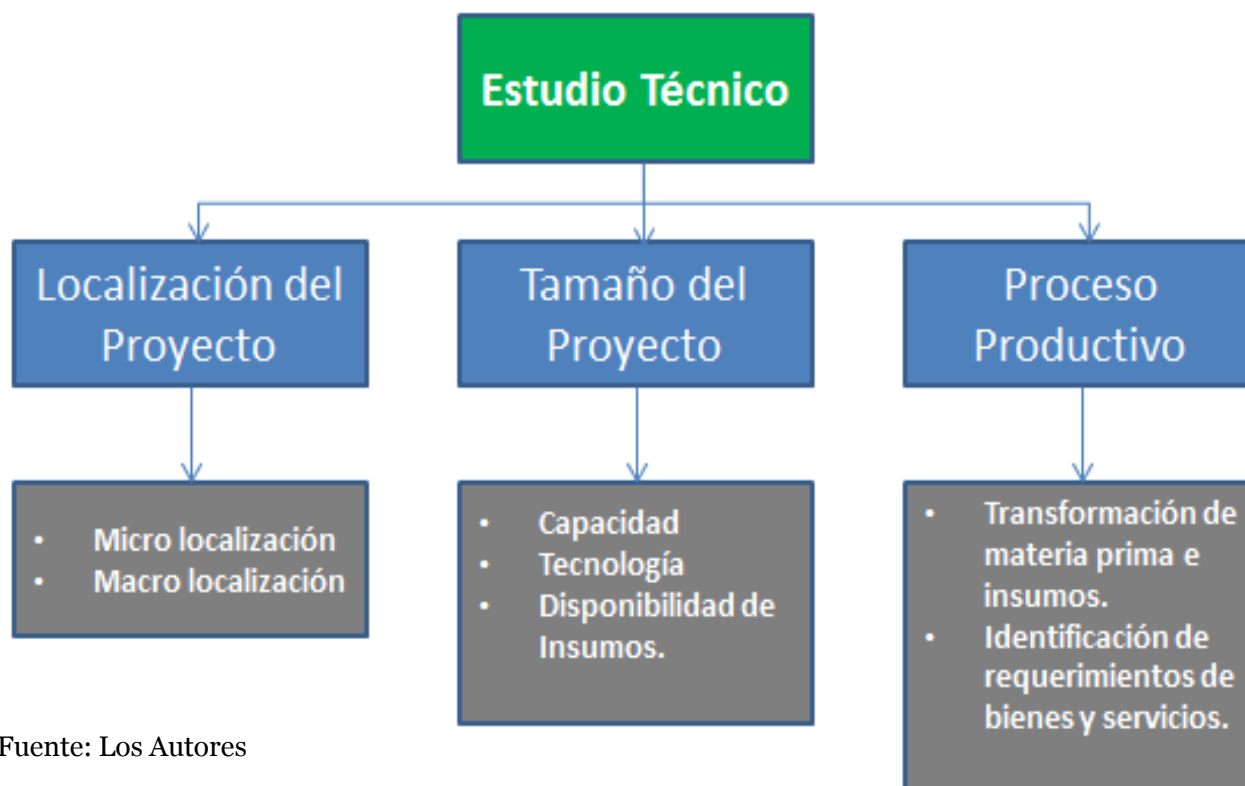 Estudio Técnico
Localización del
Proyecto
Tamaño del
Proyecto
Proceso
Productivo
• Micro localización
• Macro localización
• Capacidad
• Tecnología
• Disponibilidad de
Insumos.
• Transformación de
materia prima e
insumos.
• Identificación de
requerimientos de
bienes y servicios.
Fuente: Los Autores